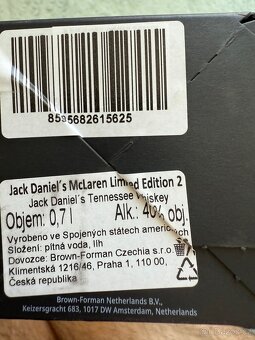 8595682615625
Jack Daniel´s McLaren Limited Edition 2
Jack Daniel´s Tennessee whiskey
Objem: 0,7 l Alk.: 40% obj.
Vyrobeno ve Spojených státech amerických
Složení: pitná voda, líh
Dovozce: Brown-Forman Czechia s.r.o.
Klimentská 1216/46, Praha 1, 110 00,
Česká republika
Brown-Forman Netherlands B.V.,
Keizersgracht 683, 1017 DW Amsterdam, Netherlands